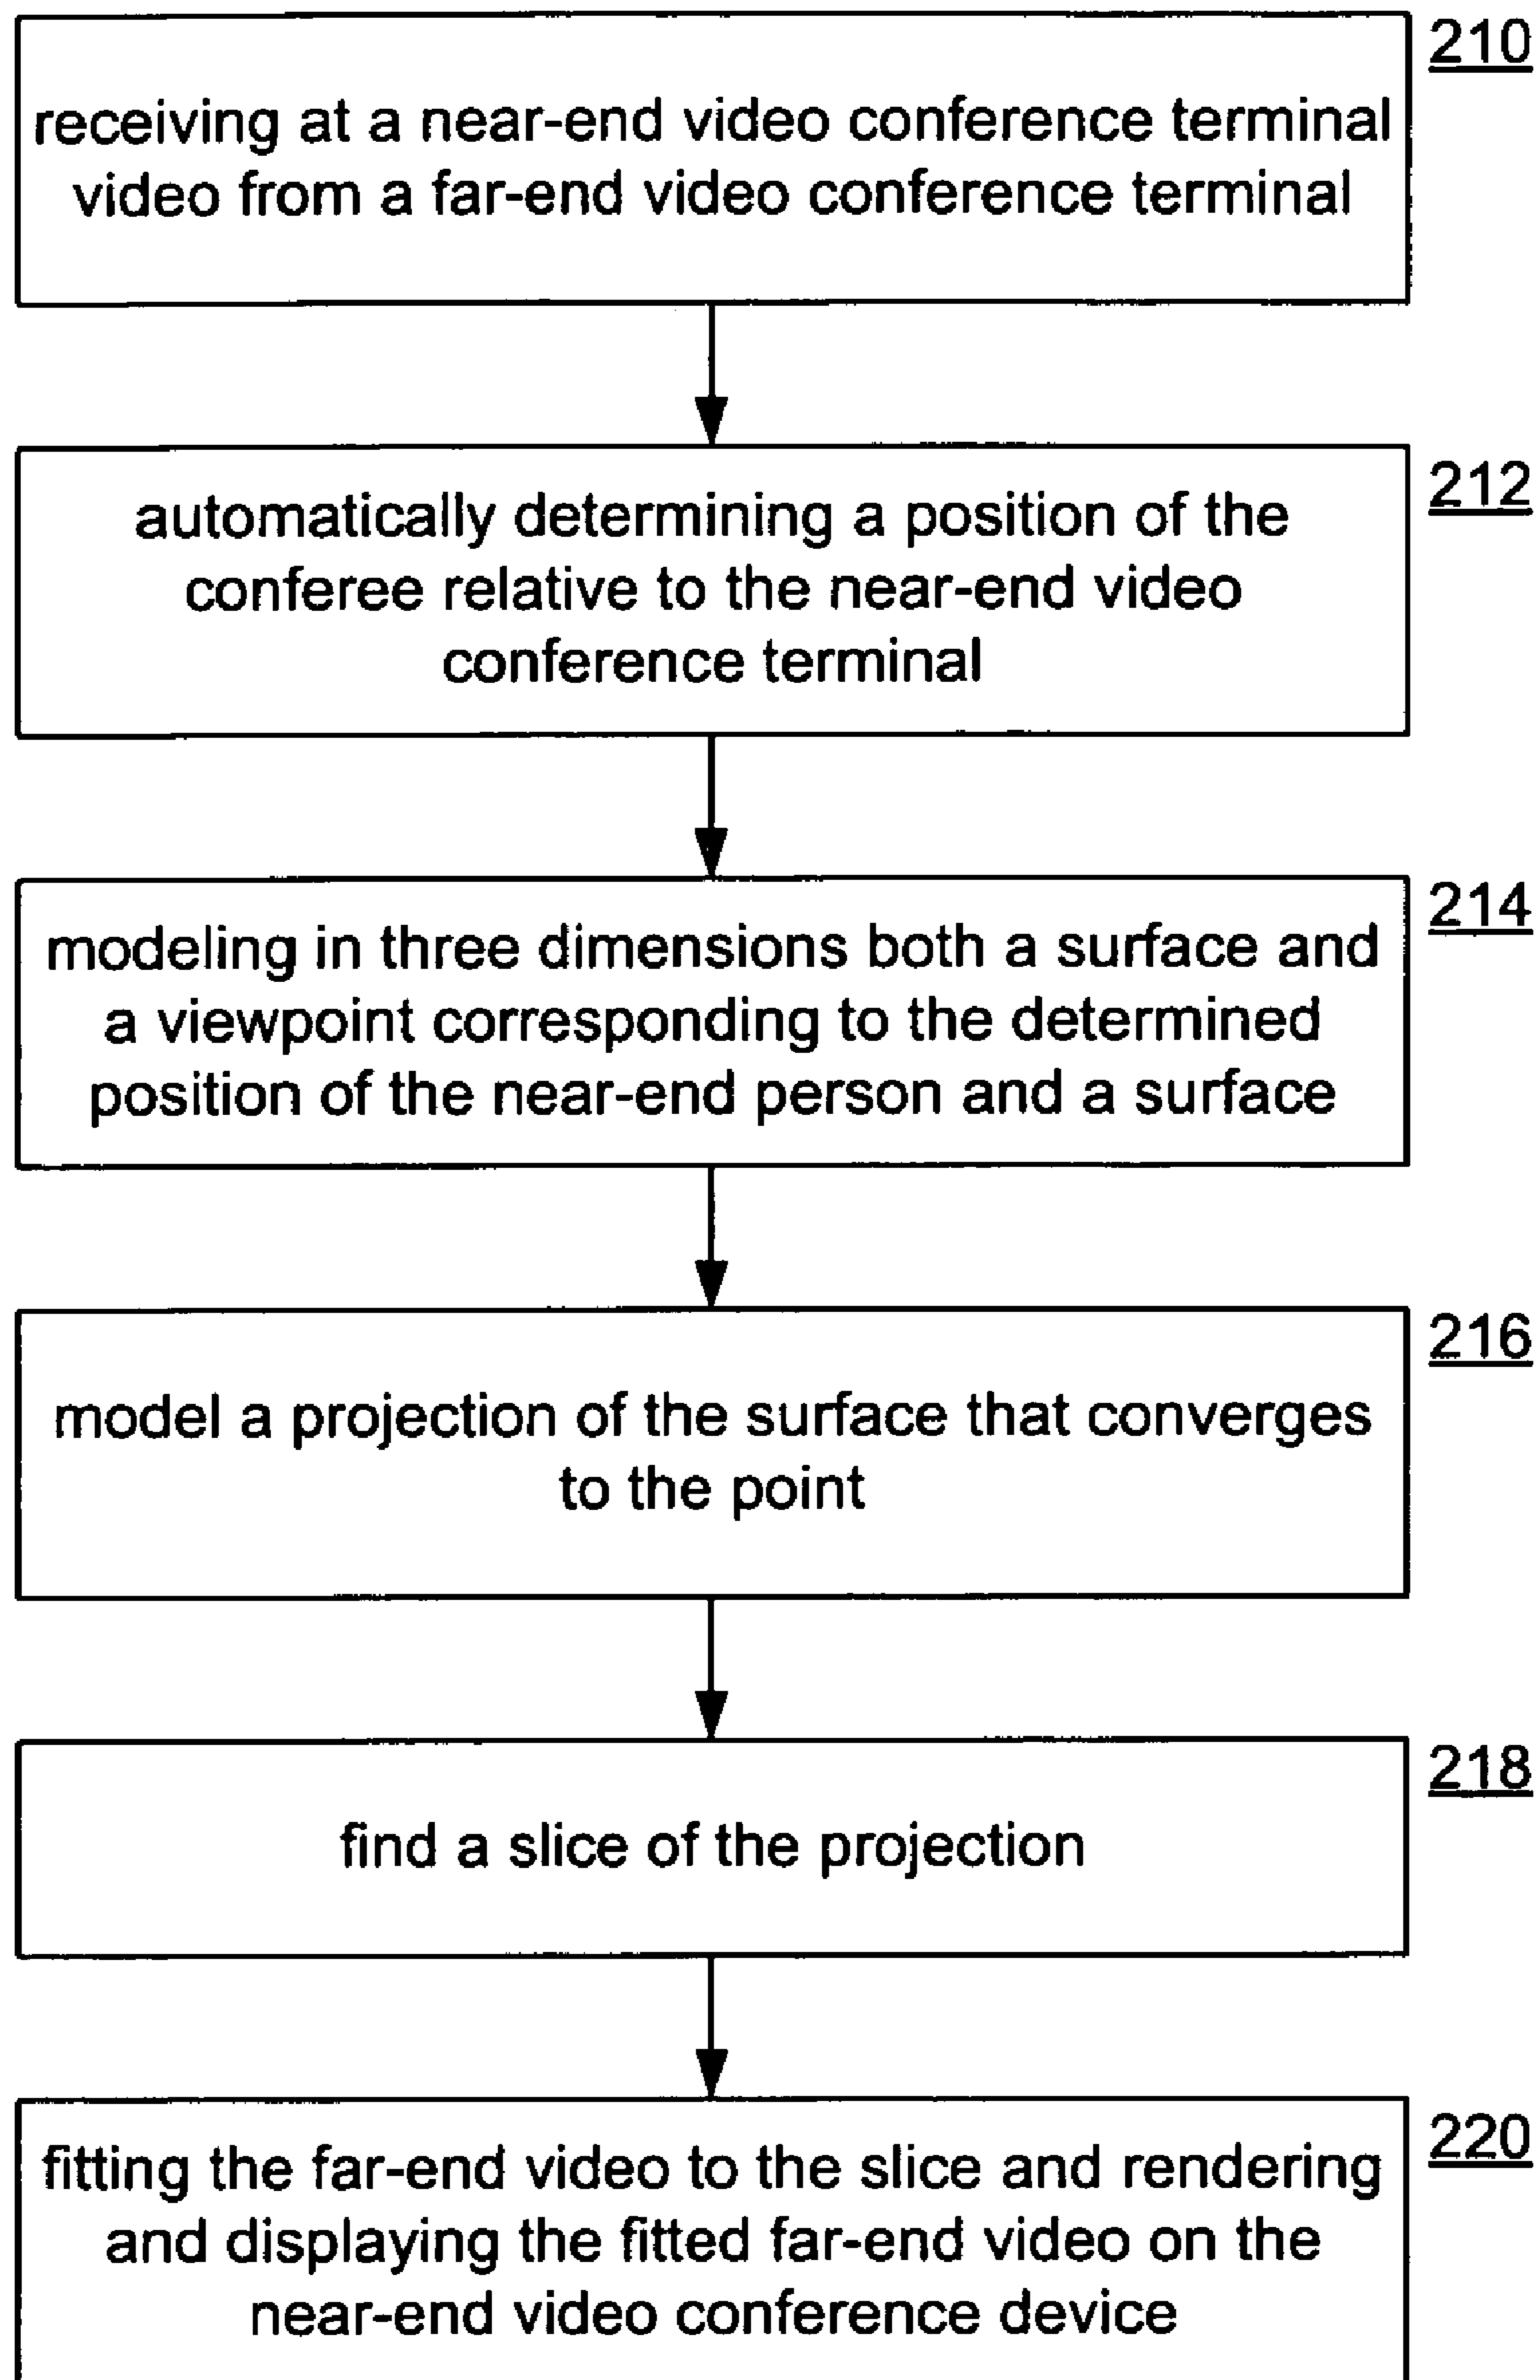 210
receiving at a near-end video conference terminal
video from a far-end video conference terminal
212
automatically determining a position of the
conferee relative to the near-end video
conference terminal
214
modeling in three dimensions both a surface and
a viewpoint corresponding to the determined
position of the near-end person and a surface
216
model a projection of the surface that converges
to the point
218
find a slice of the projection
220
fitting the far-end video to the slice and rendering
and displaying the fitted far-end video on the
near-end video conference device